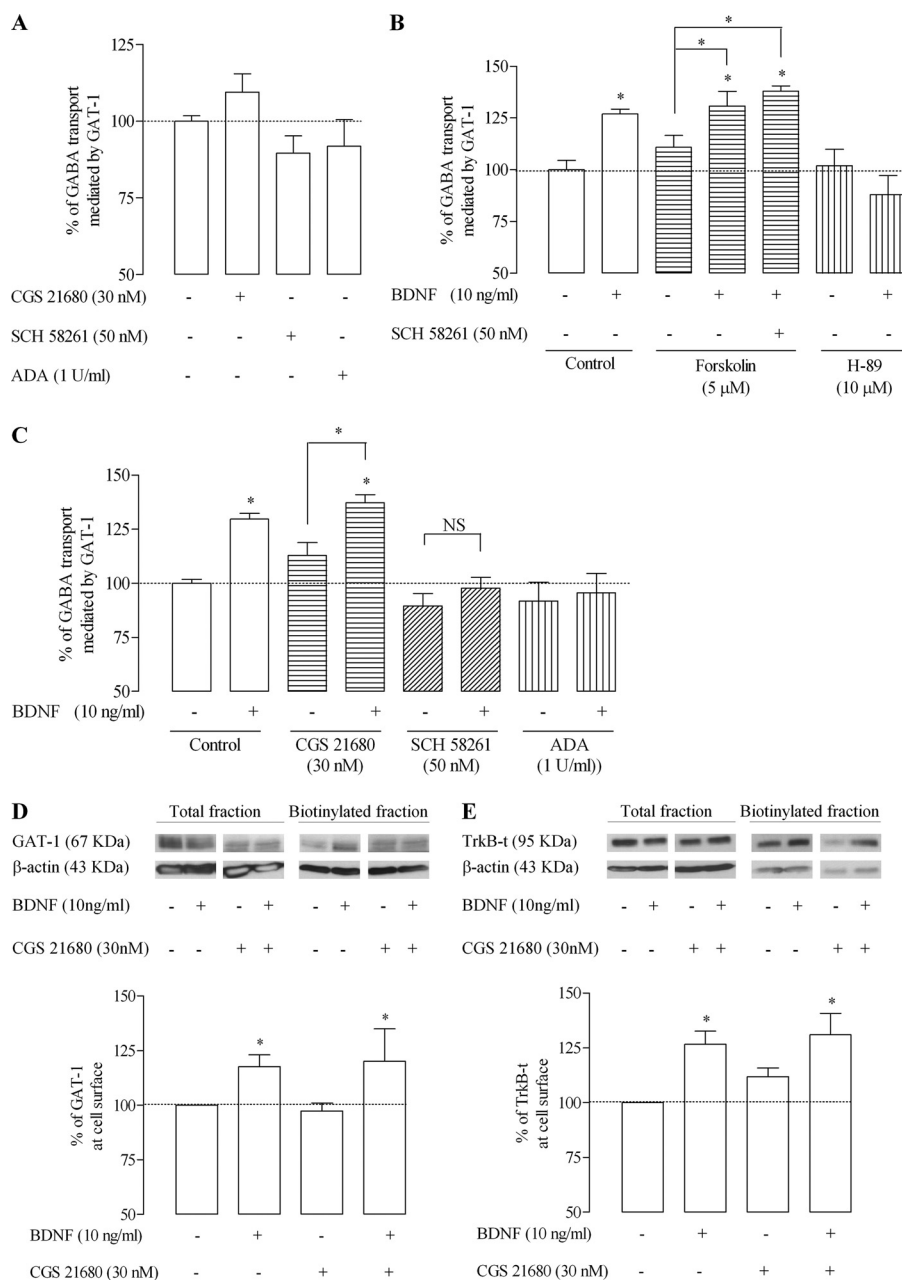 A
% of GABA transport
mediated by GAT-1
125
100
75
50
CGS 21680 (30 nM) - + - -
SCH 58261 (50 nM) - - + -
ADA (1 U/ml) - - - +
B
% of GABA transport
mediated by GAT-1
150
125
100
75
50
* * * * *
BDNF (10 ng/ml) - + - + + - +
SCH 58261 (50 nM) - - - - + - -
Control Forskolin H-89
(5 μM) (10 μM)
C
% of GABA transport
mediated by GAT-1
150
125
100
75
50
* * * NS
BDNF (10 ng/ml) - + - + - + - +
Control CGS 21680 SCH 58261 ADA
(30 nM) (50 nM) (1 U/ml))
D
Total fraction Biotinylated fraction
GAT-1 (67 KDa)
β-actin (43 KDa)
BDNF (10ng/ml) - + - + - + - +
CGS 21680 (30nM) - - + + - - + +
% of GAT-1
at cell surface
150
125
100
75
50
* *
BDNF (10 ng/ml) - + - +
CGS 21680 (30 nM) - - + +
E
Total fraction Biotinylated fraction
TrkB-t (95 KDa)
β-actin (43 KDa)
BDNF (10ng/ml) - + - + - + - +
CGS 21680 (30nM) - - + + - - + +
% of TrkB-t
at cell surface
150
125
100
75
50
* *
BDNF (10 ng/ml) - + - +
CGS 21680 (30 nM) - - + +